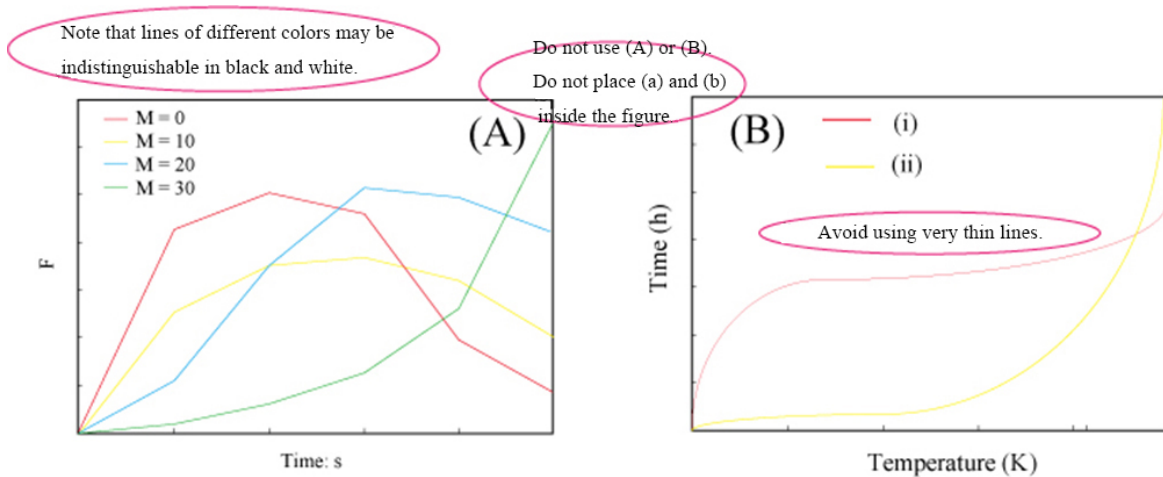 Note that lines of different colors may be
indistinguishable in black and white.
Do not use (A) or (B).
Do not place (a) and (b)
inside the figure.
M = 0
M = 10
M = 20
M = 30
(A)
F
Time: s
(B)
(i)
(ii)
Avoid using very thin lines.
Time (h)
Temperature (K)